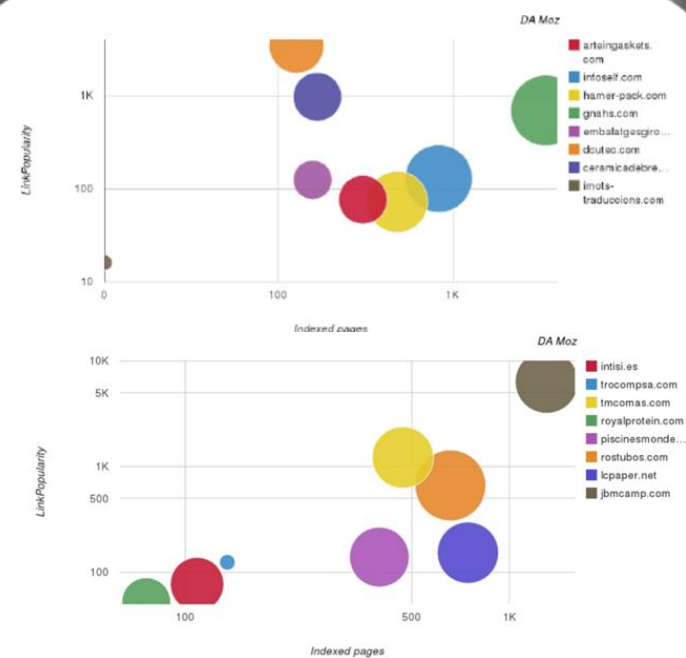 DA Moz
arteingaskets.
com
infoself.com
hamer-pack.com
gnahs.com
embalatgesgiro...
dcutec.com
ceramicadebre...
imots-
traduccions.com
LinkPopularity
1K
100
10
0 100 1K
Indexed pages
DA Moz
intisi.es
trocompsa.com
tmcomas.com
royalprotein.com
piscinesmonde...
rostubos.com
lcpaper.net
jbmcamp.com
LinkPopularity
10K
5K
1K
500
100
100 500 1K
Indexed pages